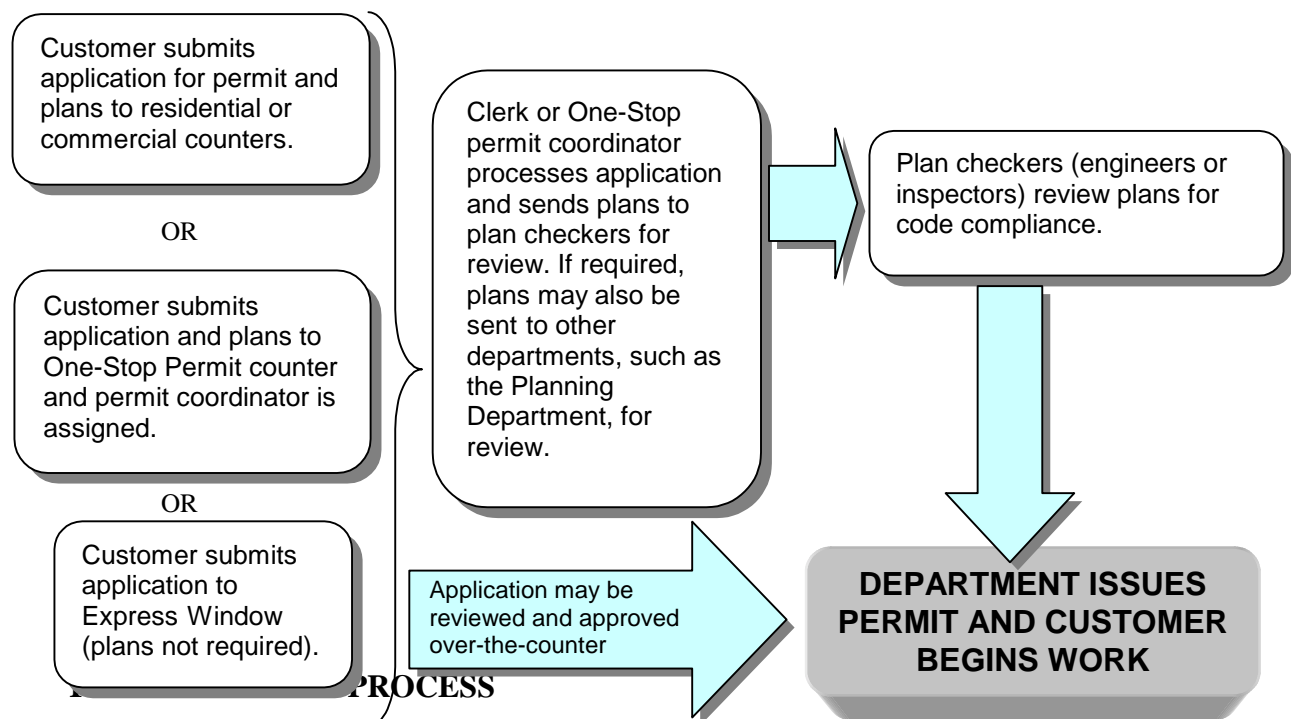 Customer submits
application for permit and
plans to residential or
commercial counters.
OR
Customer submits
application and plans to
One-Stop Permit counter
and permit coordinator is
assigned.
OR
Customer submits
application to
Express Window
(plans not required).
Clerk or One-Stop
permit coordinator
processes application
and sends plans to
plan checkers for
review. If required,
plans may also be
sent to other
departments, such as
the Planning
Department, for
review.
Plan checkers (engineers or
inspectors) review plans for
code compliance.
Application may be
reviewed and approved
over-the-counter
DEPARTMENT ISSUES
PERMIT AND CUSTOMER
BEGINS WORK
PROCESS